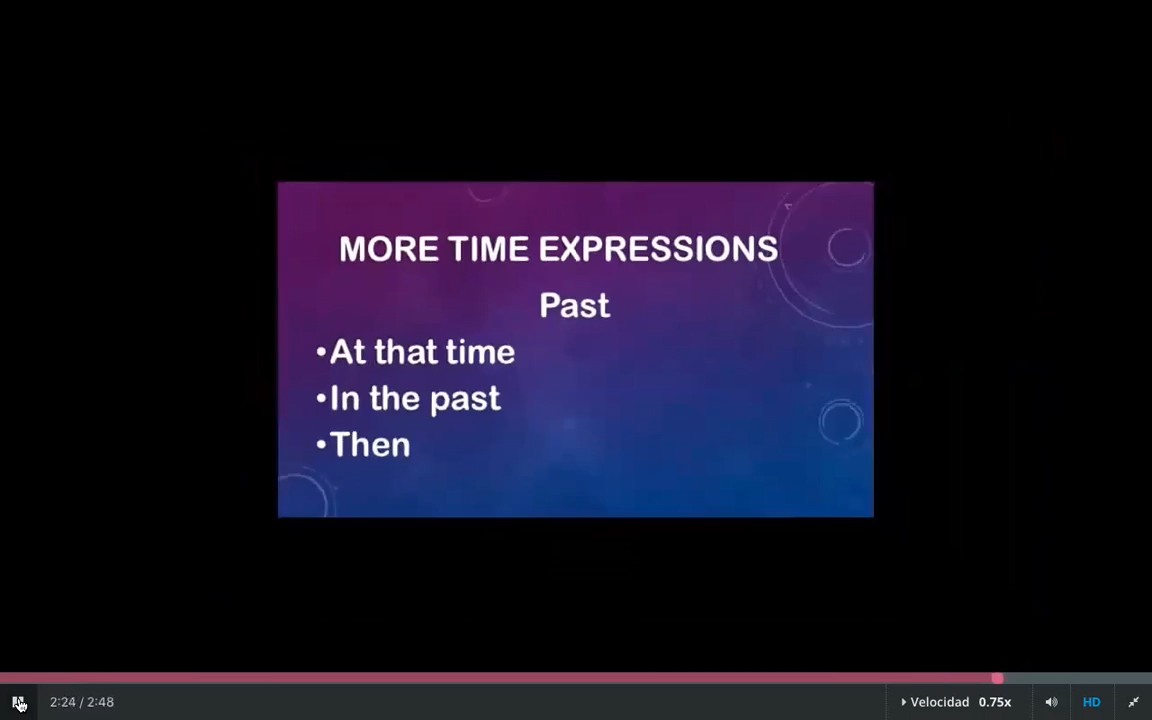 MORE TIME EXPRESSIONS
Past
•At that time
•In the past
•Then
2:24 / 2:48
Velocidad 0.75x
HD